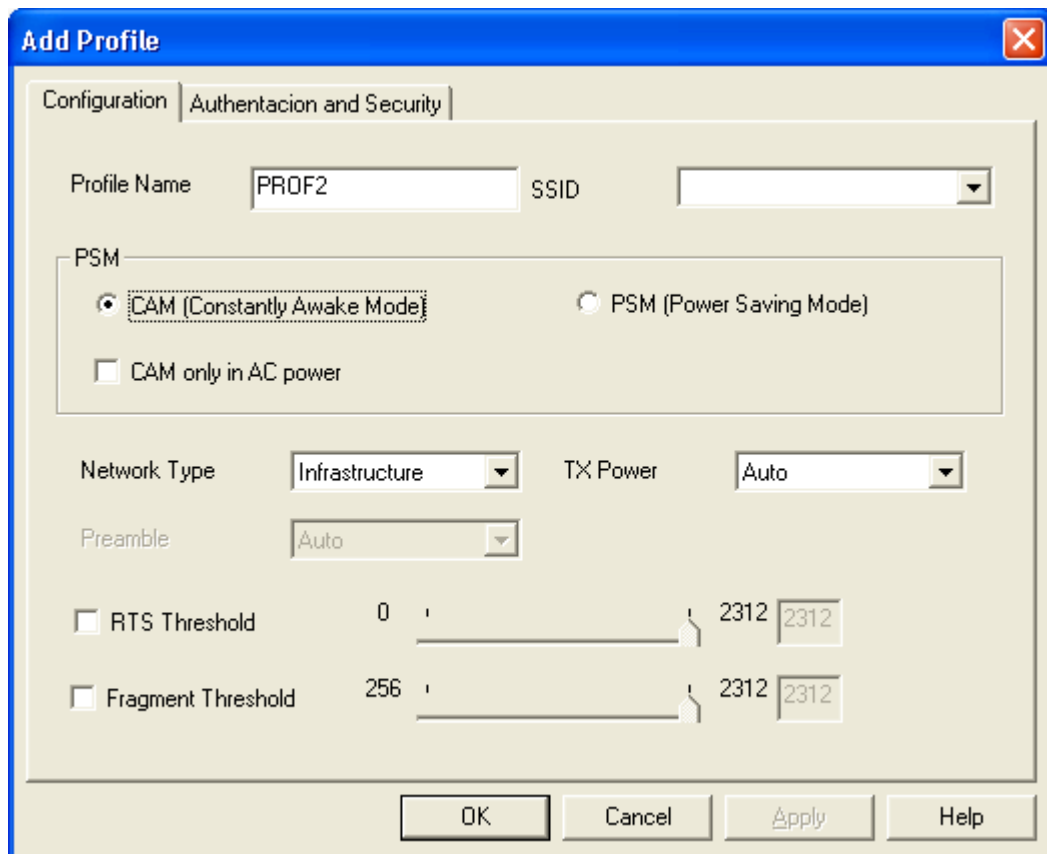 Add Profile
Configuration Authentacion and Security
Profile Name PROF2 SSID
PSM
CAM (Constantly Awake Mode) PSM (Power Saving Mode)
CAM only in AC power
Network Type Infrastructure TX Power Auto
Preamble Auto
RTS Threshold 0 2312 2312
Fragment Threshold 256 2312 2312
OK Cancel Apply Help